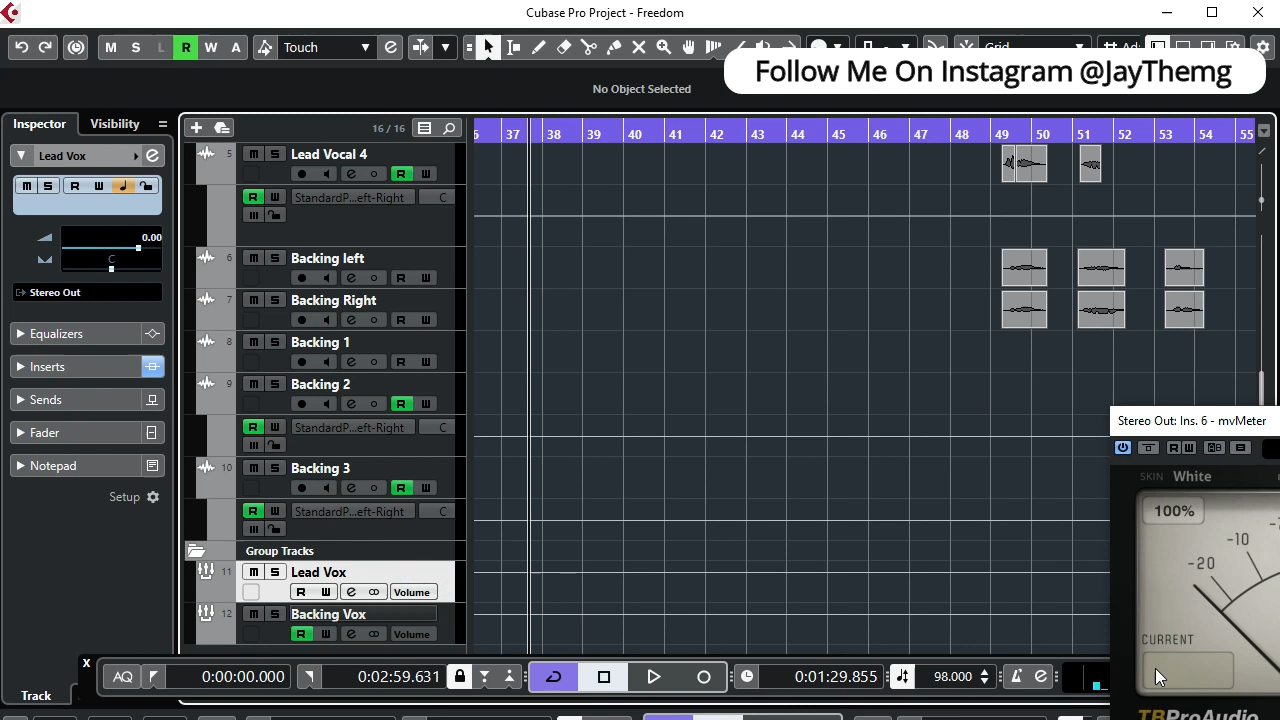 Cubase Pro Project - Freedom
M S L R W A Touch Grid
Follow Me On Instagram @JayThemg
No Object Selected
Inspector Visibility 16 / 16
37 38 39 40 41 42 43 44 45 46 47 48 49 50 51 52 53 54 55
Lead Vox
M S R W
0.00
C
Stereo Out
Equalizers
Inserts
Sends
Fader
Notepad
Setup
Track
5 M S Lead Vocal 4
R W
R W StandardP...eft-Right C
6 M S Backing left
R W
7 M S Backing Right
R W
8 M S Backing 1
R W
9 M S Backing 2
R W
R W StandardP...eft-Right C
10 M S Backing 3
R W
R W StandardP...eft-Right C
Group Tracks
11 M S Lead Vox
R W Volume
12 M S Backing Vox
R W Volume
Stereo Out: Ins. 6 - mvMeter
R W
SKIN White
100%
-10
-20
CURRENT
TBProAudio
X AQ 0:00:00.000 0:02:59.631 0:01:29.855 98.000